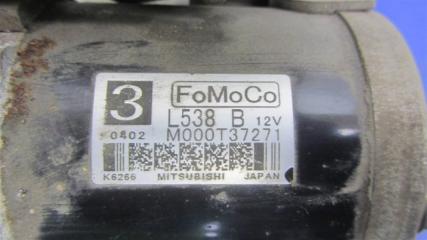 3 FoMoCo
L538 B 12V
0402 M000T37271
K6266 MITSUBISHI JAPAN